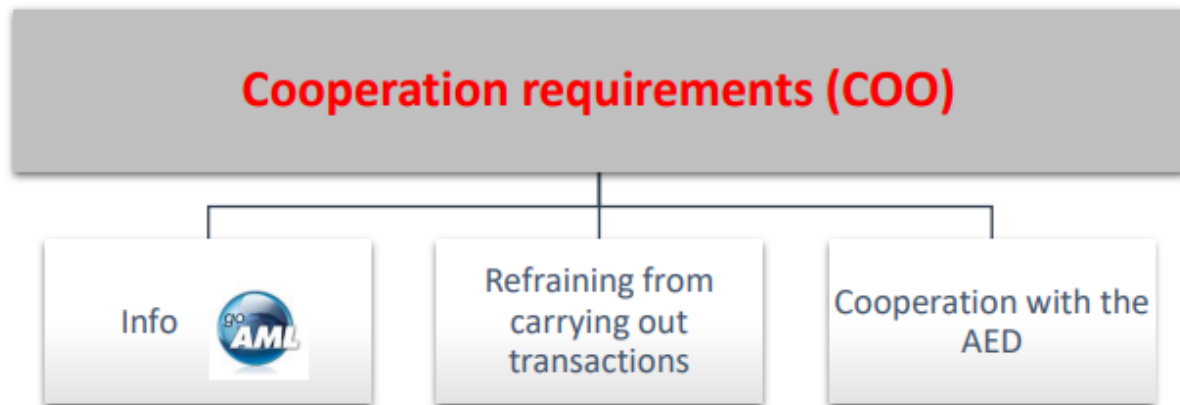 Cooperation requirements (COO)
Info
go
AML
Refraining from
carrying out
transactions
Cooperation with the
AED